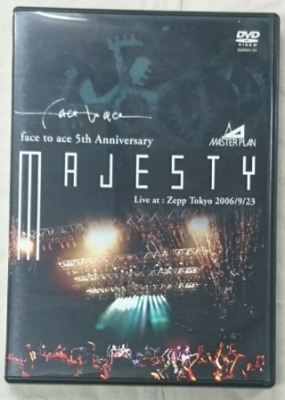 DVD
VIDEO
face to ace
face to ace 5th Anniversary
MASTER PLAN
MAJESTY
Live at : Zepp Tokyo 2006/9/23